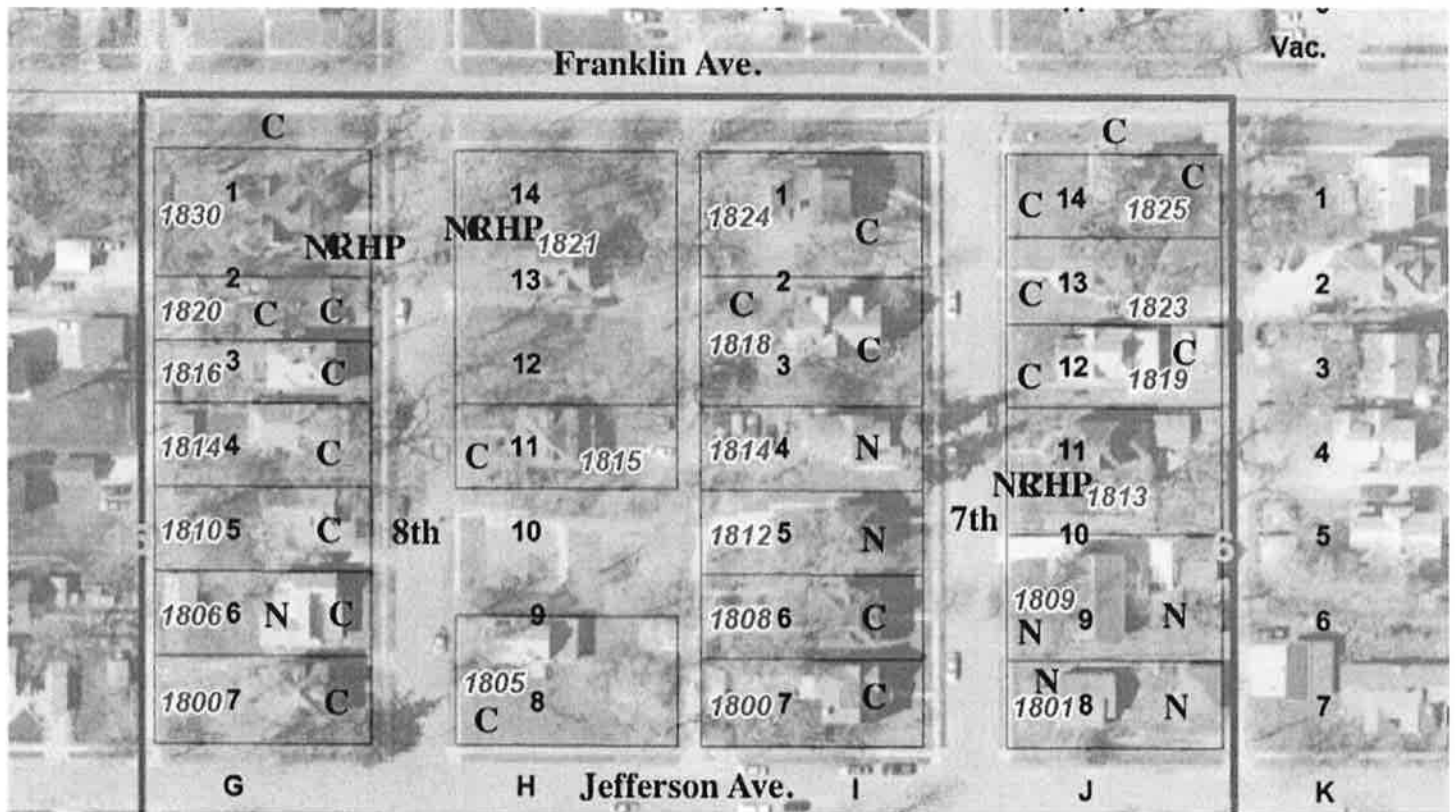 Franklin Ave.
Vac.
C
1
1830
NRHP
C
2
1820
C
C
1816
3
C
1814
4
C
1810
5
C
1806
6
N
C
1800
7
C
G
8th
14
NRHP
C
1821
13
12
C
11
1815
10
9
1805
8
C
H
Jefferson Ave.
1
1824
C
2
C
1818
C
3
1814
4
N
1812
5
N
1808
6
C
1800
7
C
I
7th
C
C
C
14
1825
C
13
1823
C
12
C
1819
11
NRHP
C
1813
10
1809
N
9
N
N
1801
8
N
J
6
1
2
3
4
5
6
7
K